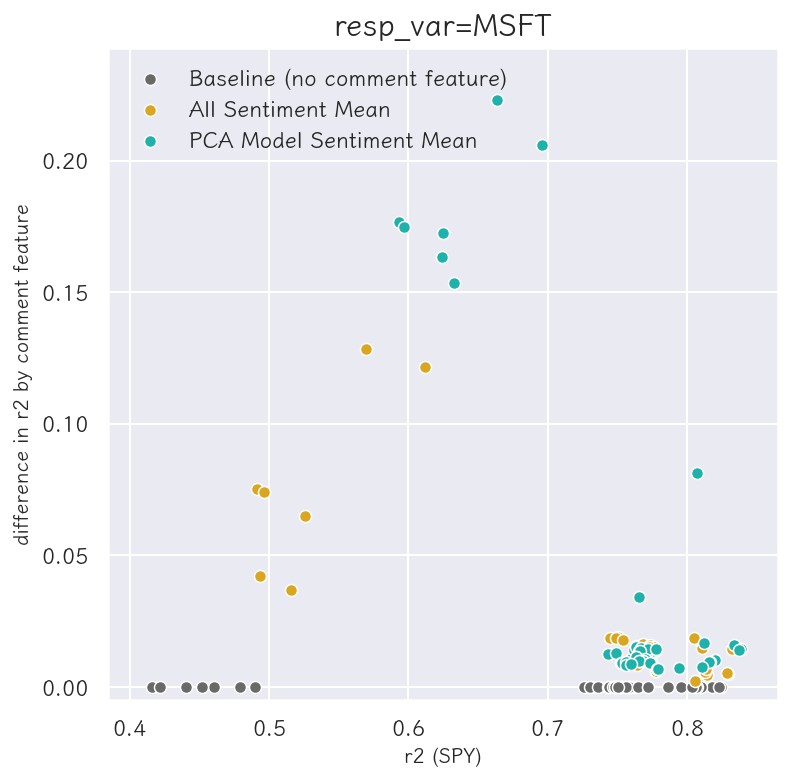 resp_var=MSFT
Baseline (no comment feature)
All Sentiment Mean
PCA Model Sentiment Mean
difference in r2 by comment feature
0.20
0.15
0.10
0.05
0.00
0.4 0.5 0.6 0.7 0.8
r2 (SPY)